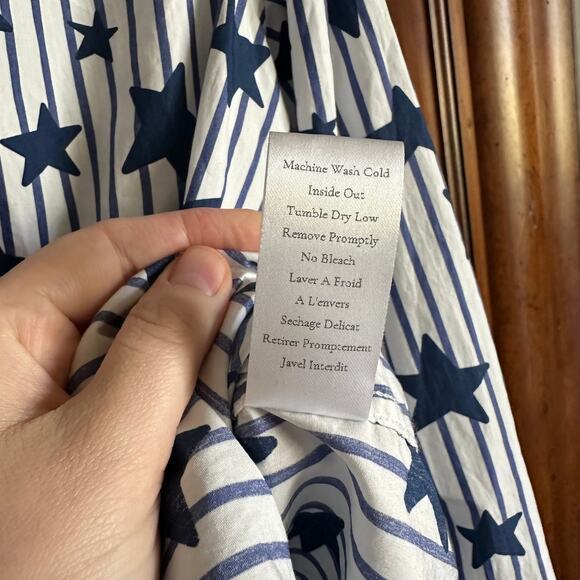 Machine Wash Cold
Inside Out
Tumble Dry Low
Remove Promptly
No Bleach
Laver A Froid
A L'envers
Sechage Delicat
Retirer Promptement
Javel Interdit